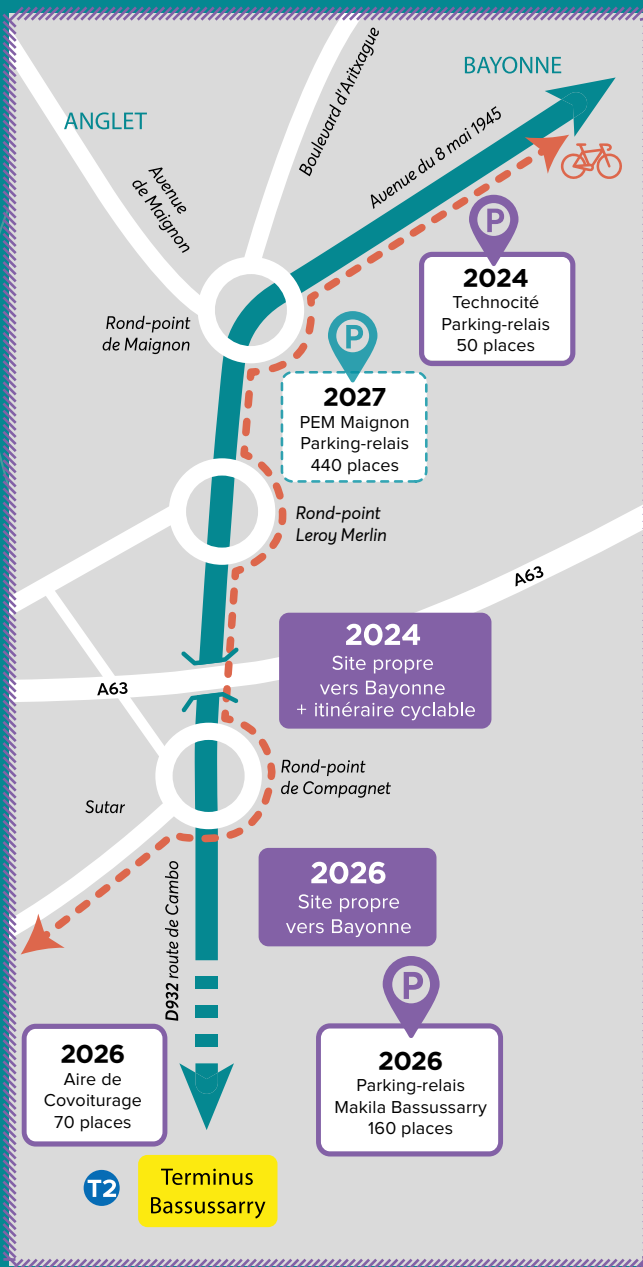 BAYONNE
ANGLET
Boulevard d'Aritxague
Avenue du 8 mai 1945
Avenue
de Maignon
P
2024
Technocité
Parking-relais
50 places
Rond-point
de Maignon
P
2027
PEM Maignon
Parking-relais
440 places
Rond-point
Leroy Merlin
A63
2024
Site propre
vers Bayonne
+ itinéraire cyclable
A63
Rond-point
de Compagnet
Sutar
2026
Site propre
vers Bayonne
D932 route de Cambo
P
2026
Aire de
Covoiturage
70 places
2026
Parking-relais
Makila Bassussarry
160 places
T2
Terminus
Bassussarry